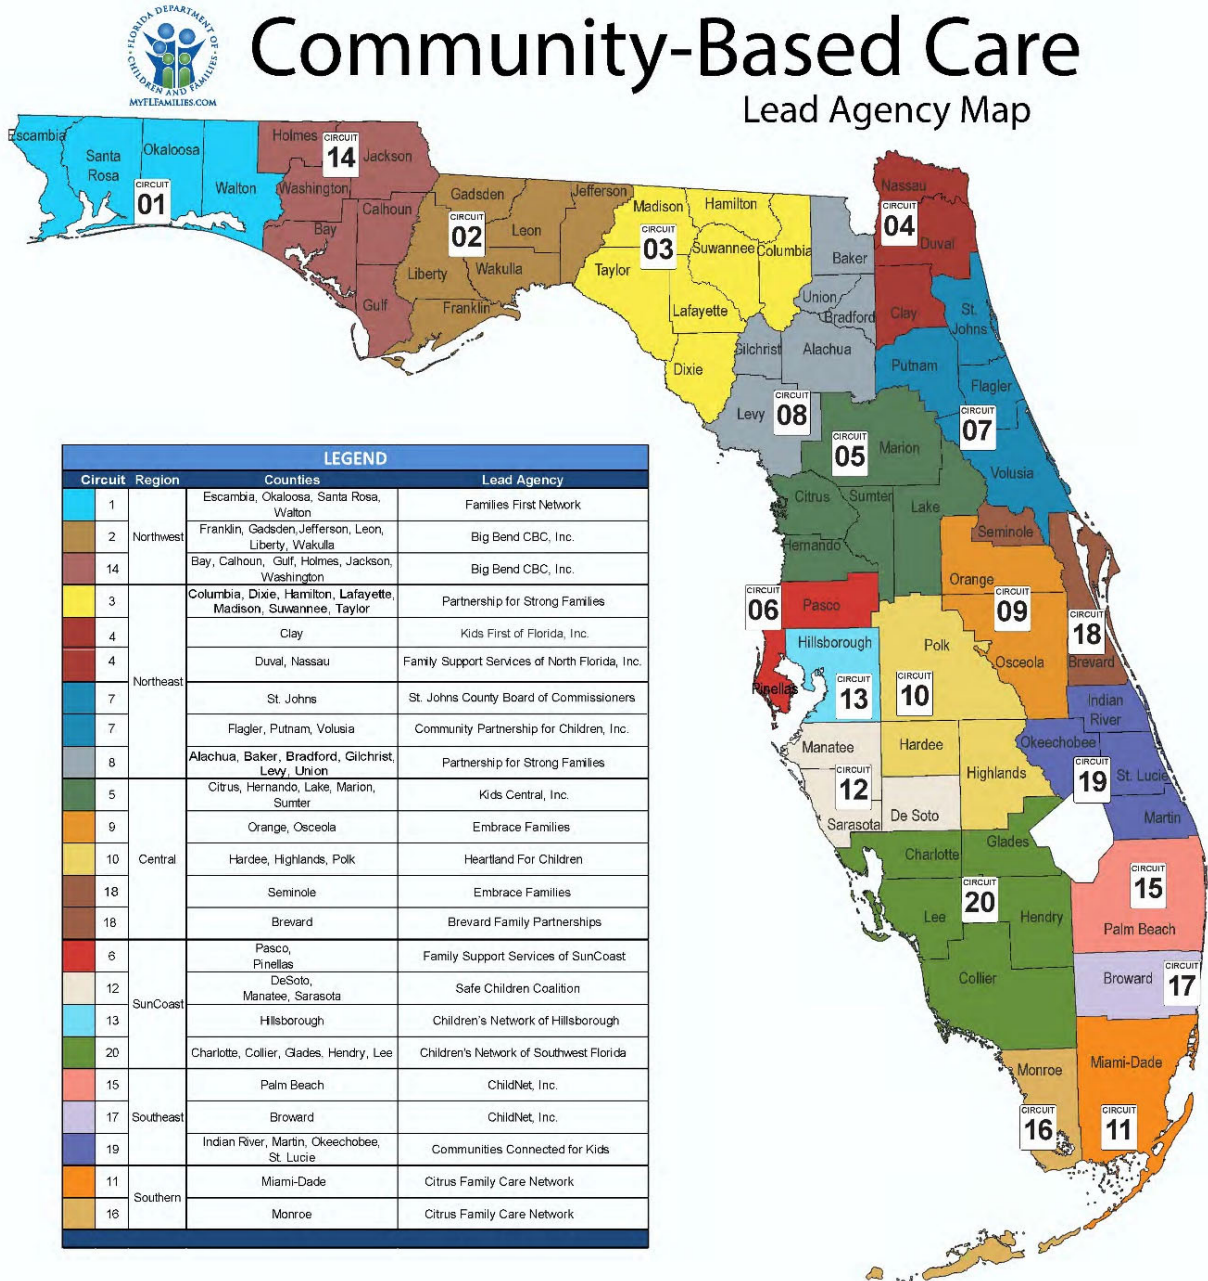 FLORIDA DEPARTMENT OF CHILDREN AND FAMILIES
MYFLFAMILIES.COM
Community-Based Care
Lead Agency Map
Escambia
Santa
Rosa
Okaloosa
Walton
CIRCUIT
01
Holmes
CIRCUIT
14
Jackson
Washington
Calhoun
Bay
Gulf
Gadsden
Jefferson
CIRCUIT
02
Leon
Liberty
Wakulla
Franklin
Madison
Hamilton
CIRCUIT
03
Suwannee
Columbia
Taylor
Lafayette
Dixie
Nassau
CIRCUIT
04
Duval
Clay
Baker
Union
Bradford
Gilchrist
Alachua
Levy
CIRCUIT
08
St.
Johns
Putnam
Flagler
CIRCUIT
07
Volusia
CIRCUIT
05
Marion
Citrus
Sumter
Lake
Hernando
Seminole
Orange
CIRCUIT
09
Osceola
CIRCUIT
18
Brevard
CIRCUIT
06
Pasco
Pinellas
Hillsborough
CIRCUIT
13
Polk
CIRCUIT
10
Hardee
Highlands
Indian
River
Okeechobee
CIRCUIT
19
St. Lucie
Martin
Manatee
CIRCUIT
12
Sarasota
De Soto
Charlotte
Glades
CIRCUIT
20
Lee
Hendry
Collier
CIRCUIT
15
Palm Beach
Broward
CIRCUIT
17
Miami-Dade
CIRCUIT
11
Monroe
CIRCUIT
16
LEGEND
Circuit Region Counties Lead Agency
1 Escambia, Okaloosa, Santa Rosa,
Walton Families First Network
Northwest
2 Franklin, Gadsden, Jefferson, Leon,
Liberty, Wakulla Big Bend CBC, Inc.
14 Bay, Calhoun, Gulf, Holmes, Jackson,
Washington Big Bend CBC, Inc.
3 Columbia, Dixie, Hamilton, Lafayette,
Madison, Suwannee, Taylor Partnership for Strong Families
4 Clay Kids First of Florida, Inc.
4 Duval, Nassau Family Support Services of North Florida, Inc.
Northeast
7 St. Johns St. Johns County Board of Commissioners
7 Flagler, Putnam, Volusia Community Partnership for Children, Inc.
8 Alachua, Baker, Bradford, Gilchrist,
Levy, Union Partnership for Strong Families
5 Citrus, Hernando, Lake, Marion,
Sumter Kids Central, Inc.
9 Orange, Osceola Embrace Families
10 Central Hardee, Highlands, Polk Heartland For Children
18 Seminole Embrace Families
18 Brevard Brevard Family Partnerships
6 Pasco,
Pinellas Family Support Services of SunCoast
12 DeSoto,
Manatee, Sarasota Safe Children Coalition
SunCoast
13 Hillsborough Children's Network of Hillsborough
20 Charlotte, Collier, Glades, Hendry, Lee Children's Network of Southwest Florida
15 Palm Beach ChildNet, Inc.
17 Southeast Broward ChildNet, Inc.
19 Indian River, Martin, Okeechobee,
St. Lucie Communities Connected for Kids
11 Miami-Dade Citrus Family Care Network
Southern
16 Monroe Citrus Family Care Network